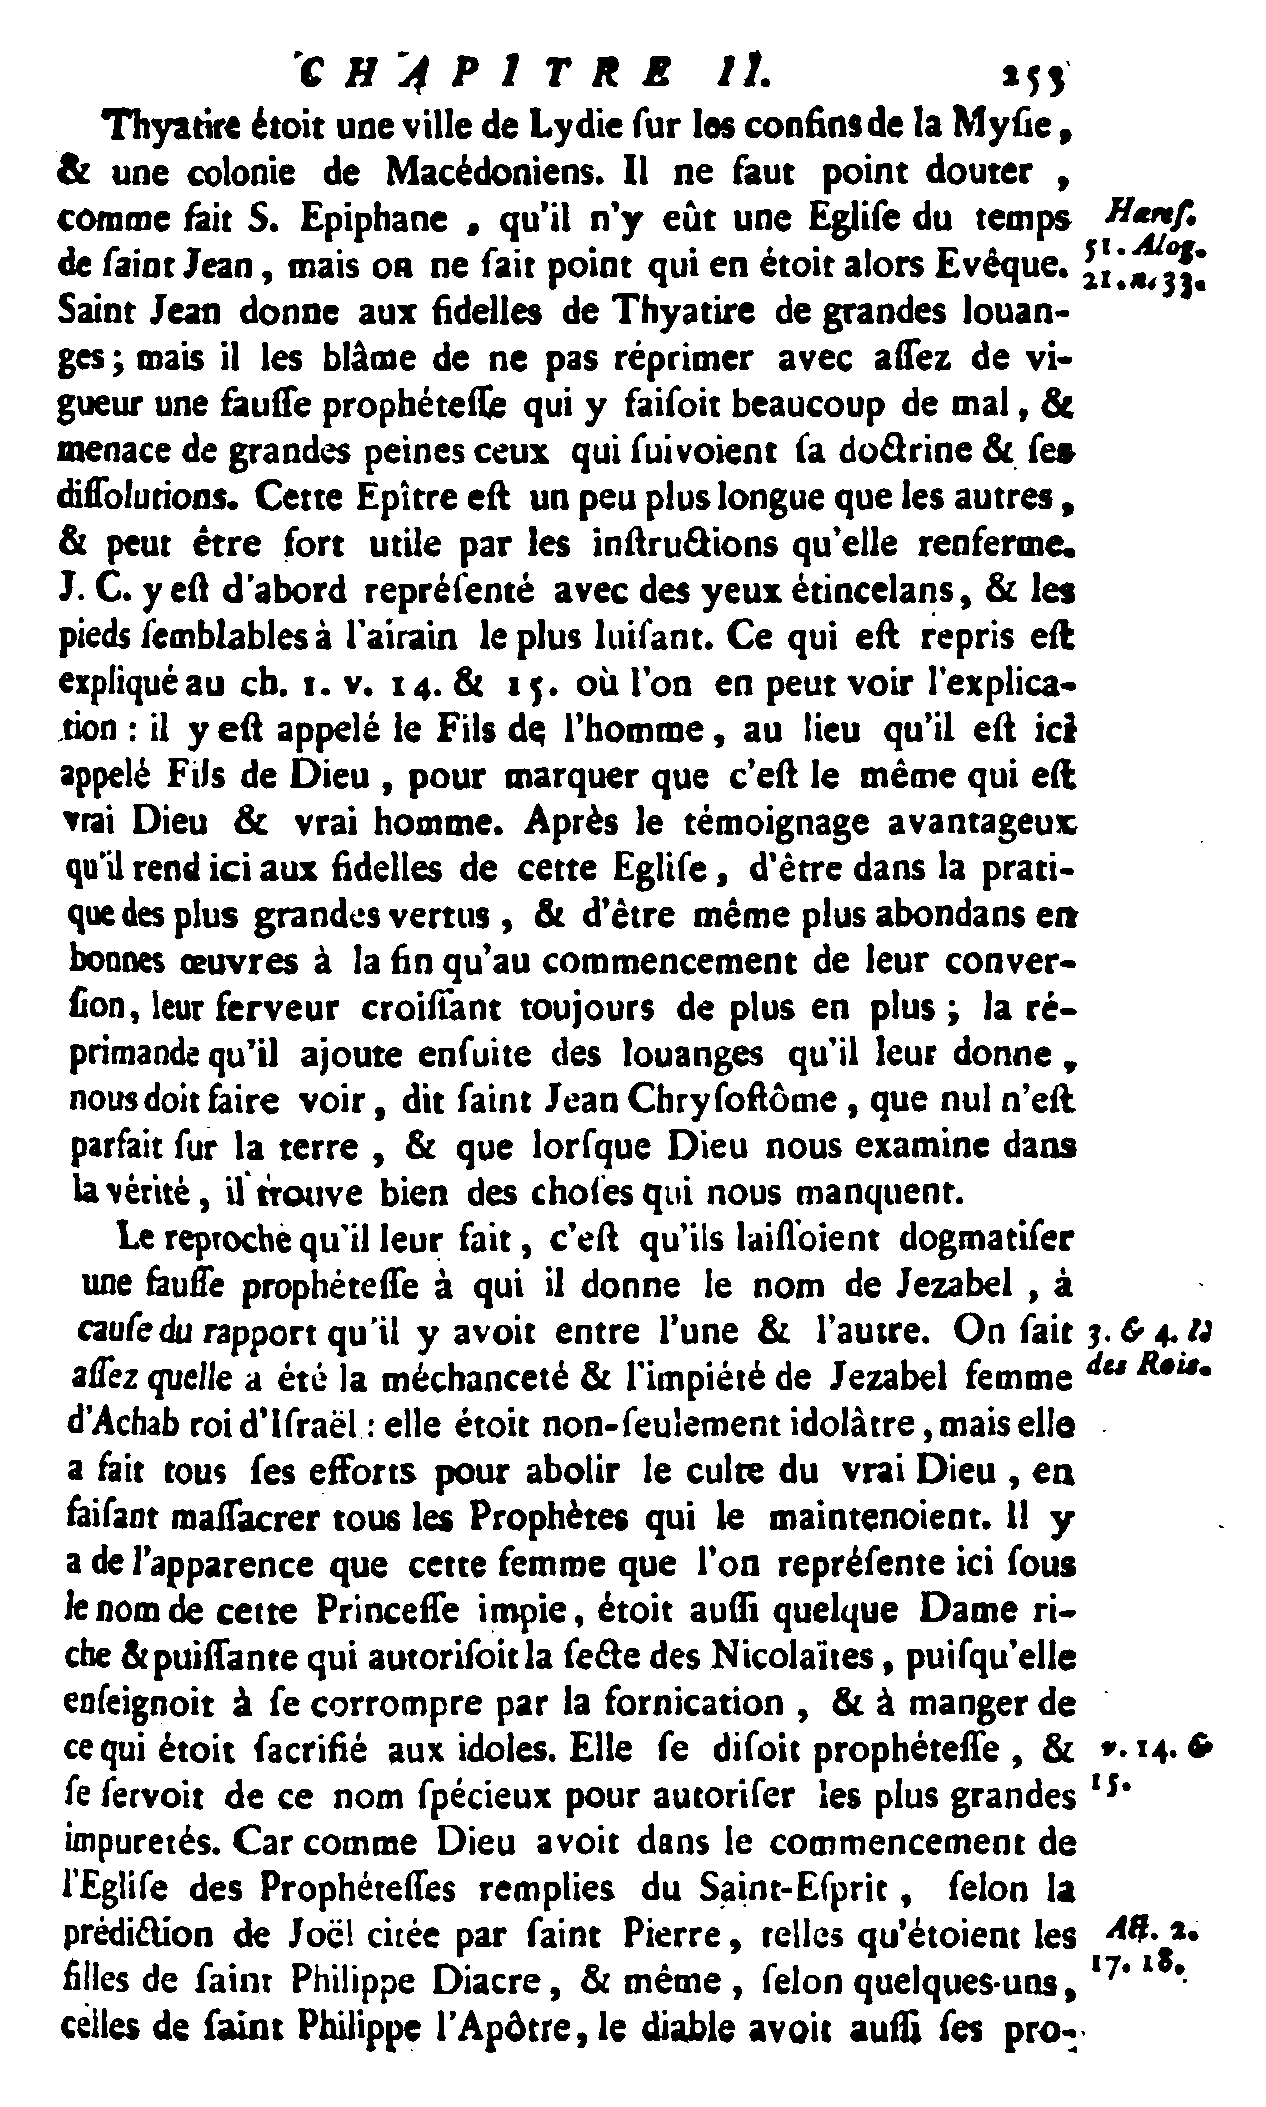 CHAPITRE II. 253
Thyatire étoit une ville de Lydie ſur les confins de la Myſie,
& une colonie de Macédoniens. Il ne faut point douter,
comme fait S. Epiphane, qu'il n'y eût une Egliſe du temps
Hæreſ.
51. Alog.
21. n. 33.
de ſaint Jean, mais on ne ſait point qui en étoit alors Evêque.
Saint Jean donne aux fidelles de Thyatire de grandes louan-
ges; mais il les blâme de ne pas réprimer avec aſſez de vi-
gueur une fauſſe prophéteſſe qui y faiſoit beaucoup de mal, &
menace de grandes peines ceux qui ſuivoient ſa doctrine & ſes
diſſolutions. Cette Epître eſt un peu plus longue que les autres,
& peut être fort utile par les inſtructions qu'elle renferme.
J. C. y eſt d'abord repréſenté avec des yeux étincelans, & les
pieds ſemblables à l'airain le plus luiſant. Ce qui eſt repris eſt
expliqué au ch. 1. v. 14. & 15. où l'on en peut voir l'explica-
tion : il y eſt appelé le Fils de l'homme, au lieu qu'il eſt ici
appelé Fils de Dieu, pour marquer que c'eſt le même qui eſt
vrai Dieu & vrai homme. Après le témoignage avantageux
qu'il rend ici aux fidelles de cette Egliſe, d'être dans la prati-
que des plus grandes vertus, & d'être même plus abondans en
bonnes œuvres à la fin qu'au commencement de leur conver-
ſion, leur ferveur croiſſant toujours de plus en plus; la ré-
primande qu'il ajoute enſuite des louanges qu'il leur donne,
nous doit faire voir, dit ſaint Jean Chryſoſtôme, que nul n'eſt
parfait ſur la terre, & que lorſque Dieu nous examine dans
la vérité, il trouve bien des choſes qui nous manquent.
Le reproche qu'il leur fait, c'eſt qu'ils laiſſoient dogmatiſer
une fauſſe prophéteſſe à qui il donne le nom de Jezabel, à
cauſe du rapport qu'il y avoit entre l'une & l'autre. On ſait
3. & 4. li
des Rois.
aſſez quelle a été la méchanceté & l'impiété de Jezabel femme
d'Achab roi d'Iſraël : elle étoit non-ſeulement idolâtre, mais elle
a fait tous ſes efforts pour abolir le culte du vrai Dieu, en
faiſant maſſacrer tous les Prophètes qui le maintenoient. Il y
a de l'apparence que cette femme que l'on repréſente ici ſous
le nom de cette Princeſſe impie, étoit auſſi quelque Dame ri-
che & puiſſante qui autoriſoit la ſecte des Nicolaïtes, puiſqu'elle
enſeignoit à ſe corrompre par la fornication, & à manger de
ce qui étoit ſacrifié aux idoles. Elle ſe diſoit prophéteſſe, &
v. 14. &
15.
ſe ſervoit de ce nom ſpécieux pour autoriſer les plus grandes
impuretés. Car comme Dieu avoit dans le commencement de
l'Egliſe des Prophéteſſes remplies du Saint-Eſprit, ſelon la
prédiction de Joël citée par ſaint Pierre, telles qu'étoient les
Act. 2.
17. 18.
filles de ſaint Philippe Diacre, & même, ſelon quelques-uns,
celles de ſaint Philippe l'Apôtre, le diable avoit auſſi ſes pro-